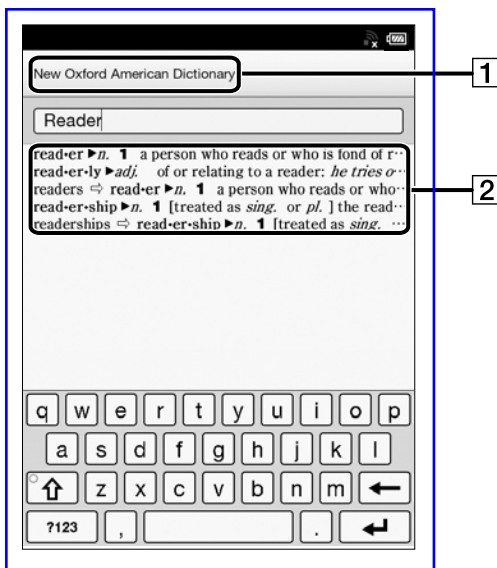 New Oxford American Dictionary
1
Reader
read•er ►n. 1 a person who reads or who is fond of r···
read•er•ly ►adj. of or relating to a reader: he tries o···
readers ⇨ read•er ►n. 1 a person who reads or who···
2
read•er•ship ►n. 1 [treated as sing. or pl. ] the read···
readerships ⇨ read•er•ship ►n. 1 [treated as sing. ···
q w e r t y u i o p
a s d f g h j k l
z x c v b n m
?123 , .